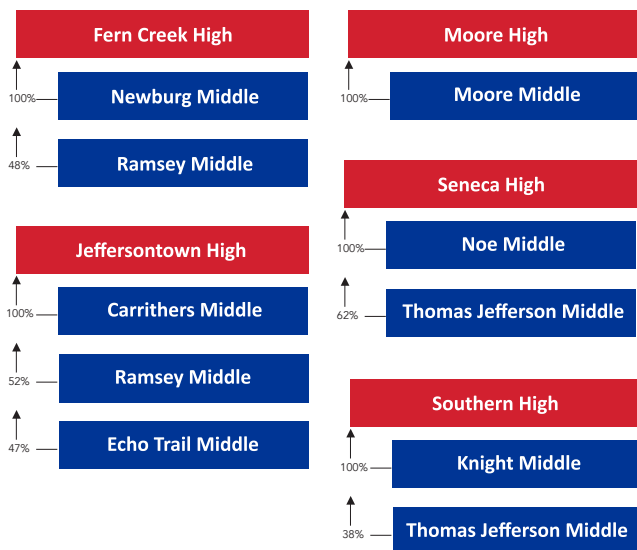 Fern Creek High
100%
Newburg Middle
48%
Ramsey Middle
Jeffersontown High
100%
Carrithers Middle
52%
Ramsey Middle
47%
Echo Trail Middle
Moore High
100%
Moore Middle
Seneca High
100%
Noe Middle
62%
Thomas Jefferson Middle
Southern High
100%
Knight Middle
38%
Thomas Jefferson Middle